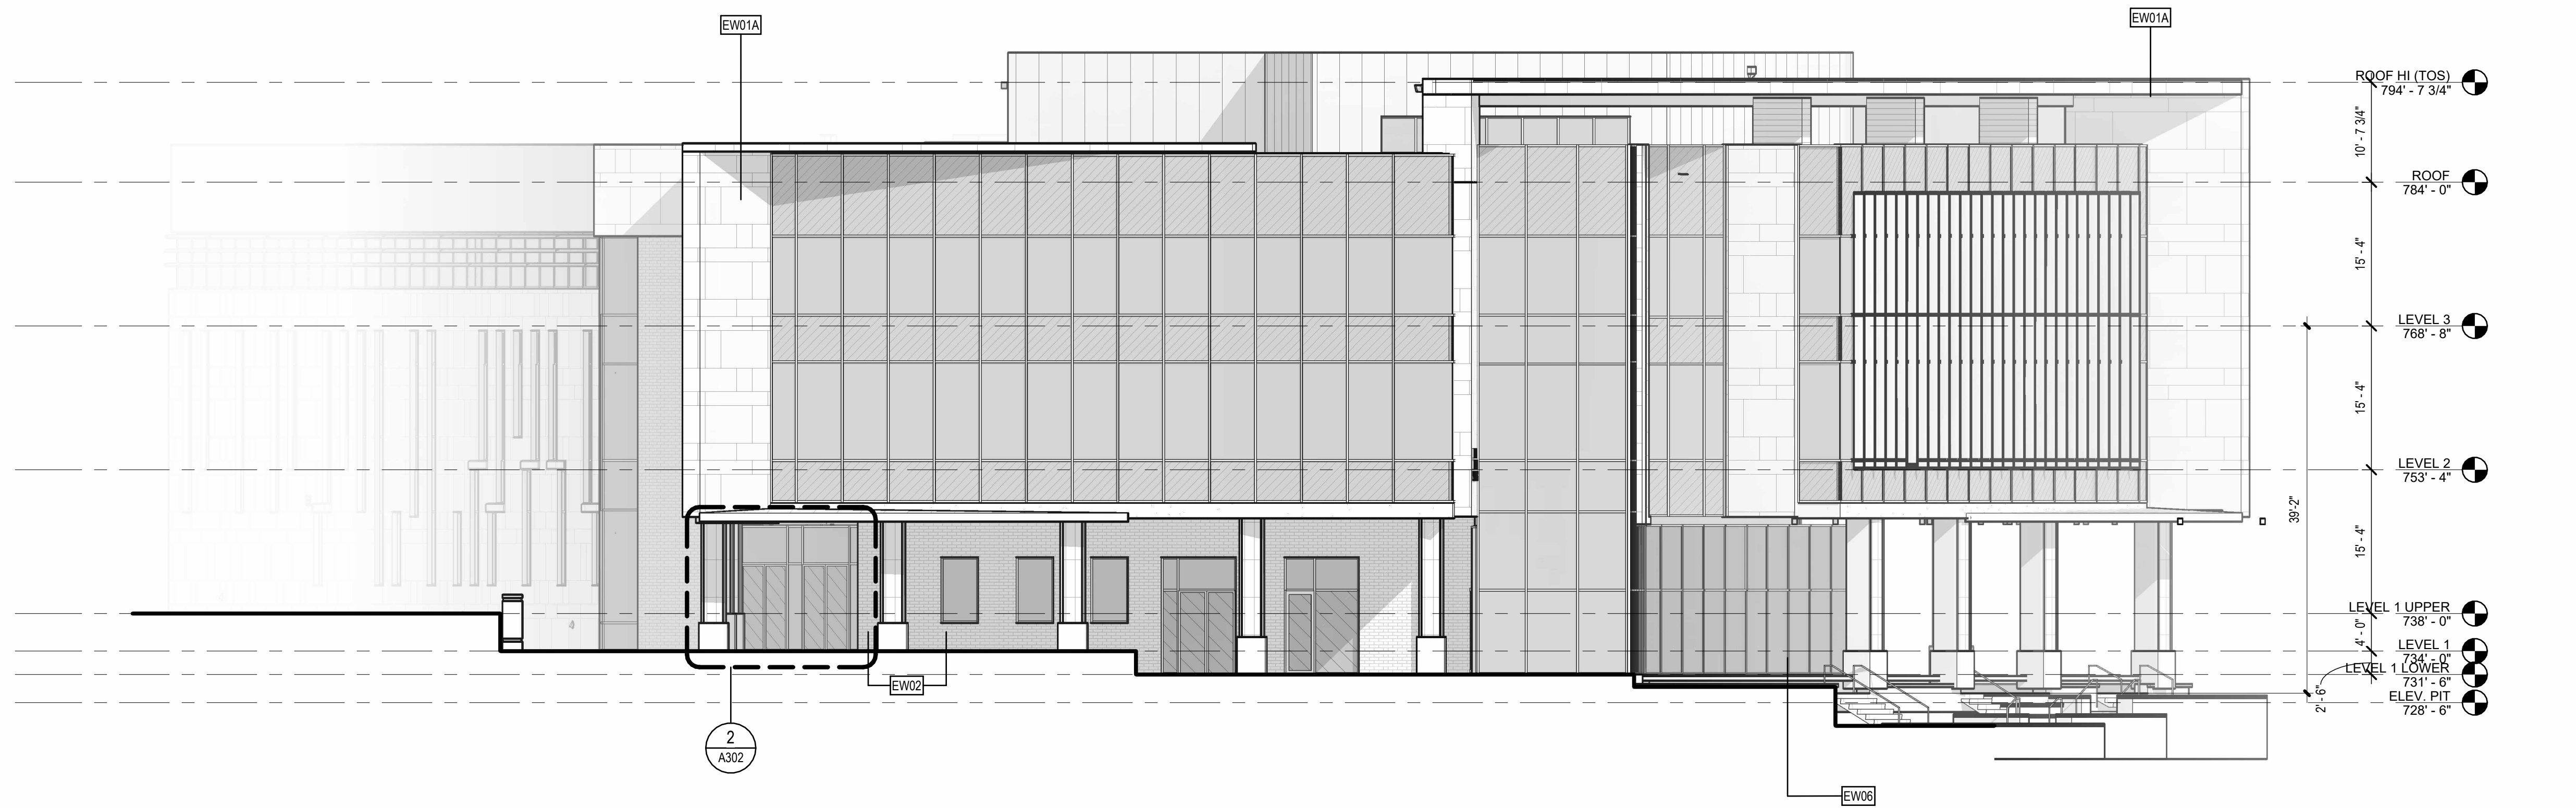 EW01A
EW01A
ROOF HI (TOS)
794' - 7 3/4"
10' - 7 3/4"
ROOF
784' - 0"
15' - 4"
LEVEL 3
768' - 8"
15' - 4"
LEVEL 2
753' - 4"
39'-2"
15' - 4"
LEVEL 1 UPPER
738' - 0"
4' - 0"
LEVEL 1
734' - 0"
LEVEL 1 LOWER
731' - 6"
2' - 6"
ELEV. PIT
728' - 6"
EW02
2
A302
EW06